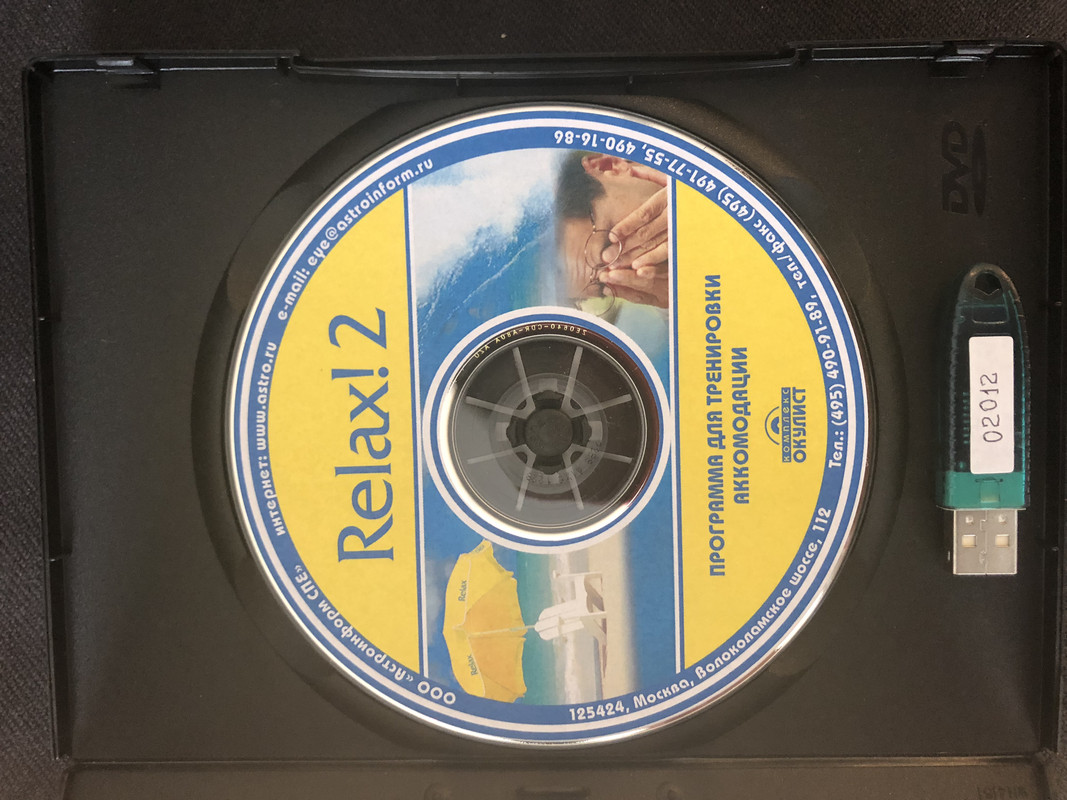 Relax! 2
ПРОГРАММА ДЛЯ ТРЕНИРОВКИ
АККОМОДАЦИИ
КОМПЛЕКС
ОКУЛИСТ
ООО «Астроинформ СПЕ» интернет: www.astro.ru e-mail: eye@astroinform.ru
125424, Москва, Волоколамское шоссе, 112 Тел.: (495) 490-91-89, тел./факс (495) 491-77-55, 490-16-86
Relax
Relax
02012
DVD